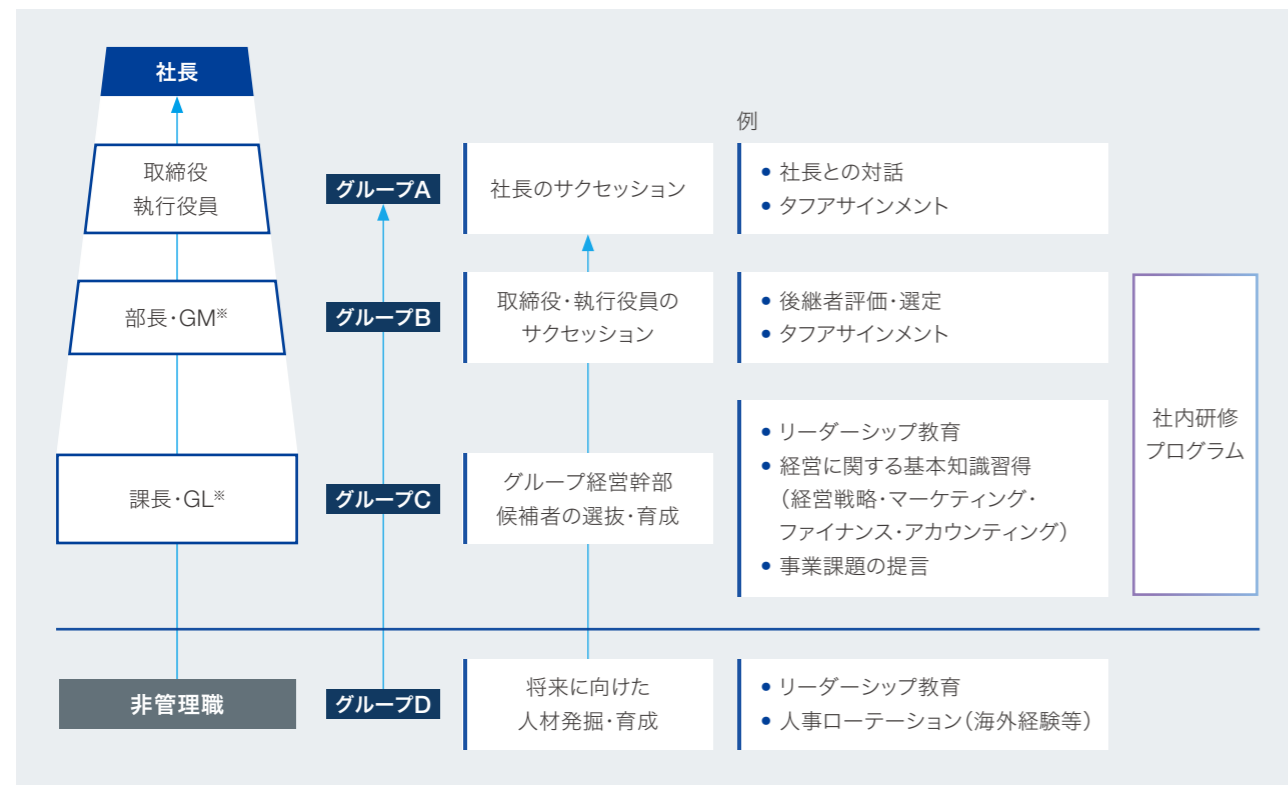 社長
例
取締役
執行役員
グループA
社長のサクセッション
• 社長との対話
• タフアサインメント
部長・GM※
グループB
取締役・執行役員の
サクセッション
• 後継者評価・選定
• タフアサインメント
課長・GL※
グループC
グループ経営幹部
候補者の選抜・育成
• リーダーシップ教育
• 経営に関する基本知識習得
（経営戦略・マーケティング・
ファイナンス・アカウンティング）
• 事業課題の提言
社内研修
プログラム
非管理職
グループD
将来に向けた
人材発掘・育成
• リーダーシップ教育
• 人事ローテーション（海外経験等）